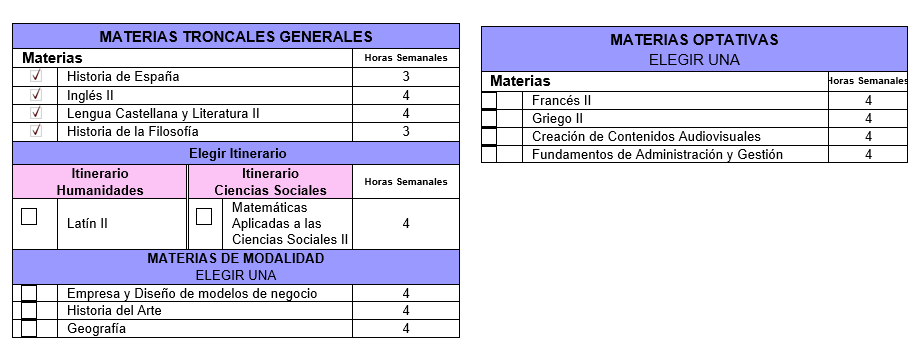 MATERIAS TRONCALES GENERALES
Materias Horas Semanales
Historia de España 3
Inglés II 4
Lengua Castellana y Literatura II 4
Historia de la Filosofía 3
Elegir Itinerario
Itinerario Humanidades Itinerario Ciencias Sociales Horas Semanales
Latín II Matemáticas Aplicadas a las Ciencias Sociales II 4
MATERIAS DE MODALIDAD
ELEGIR UNA
Empresa y Diseño de modelos de negocio 4
Historia del Arte 4
Geografía 4
MATERIAS OPTATIVAS
ELEGIR UNA
Materias Horas Semanales
Francés II 4
Griego II 4
Creación de Contenidos Audiovisuales 4
Fundamentos de Administración y Gestión 4